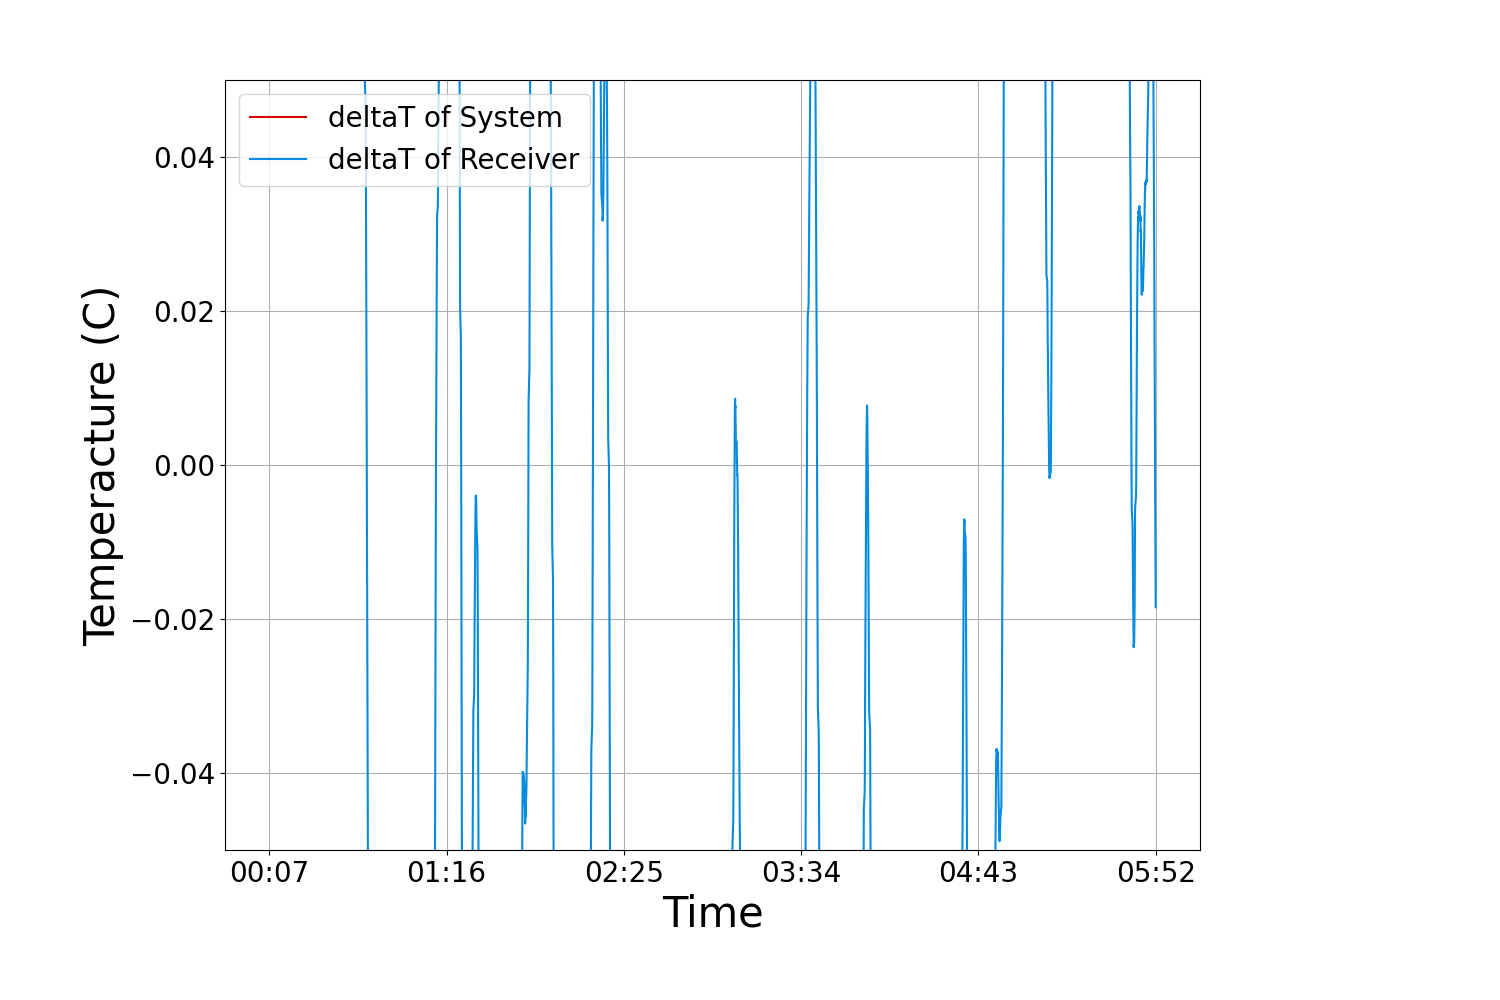 deltaT of System
deltaT of Receiver
Temperacture (C)
0.04
0.02
0.00
−0.02
−0.04
00:07 01:16 02:25 03:34 04:43 05:52
Time